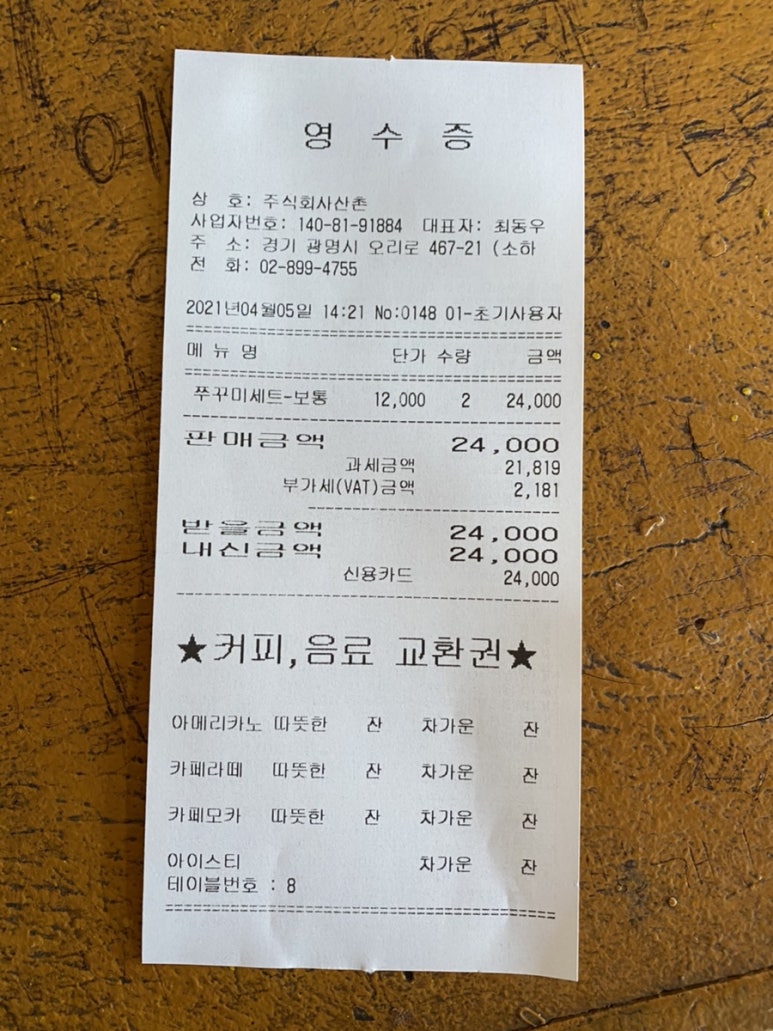 영 수 증
상 호: 주식회사산촌
사업자번호: 140-81-91884 대표자: 최동우
주 소: 경기 광명시 오리로 467-21 (소하
전 화: 02-899-4755
2021년04월05일 14:21 No:0148 01-초기사용자
메 뉴 명 단가 수량 금액
쭈꾸미세트-보통 12,000 2 24,000
판매금액 24,000
과세금액 21,819
부가세(VAT)금액 2,181
받을금액 24,000
내신금액 24,000
신용카드 24,000
★커피,음료 교환권★
아메리카노 따뜻한 잔 차가운 잔
카페라떼 따뜻한 잔 차가운 잔
카페모카 따뜻한 잔 차가운 잔
아이스티 차가운 잔
테이블번호 : 8